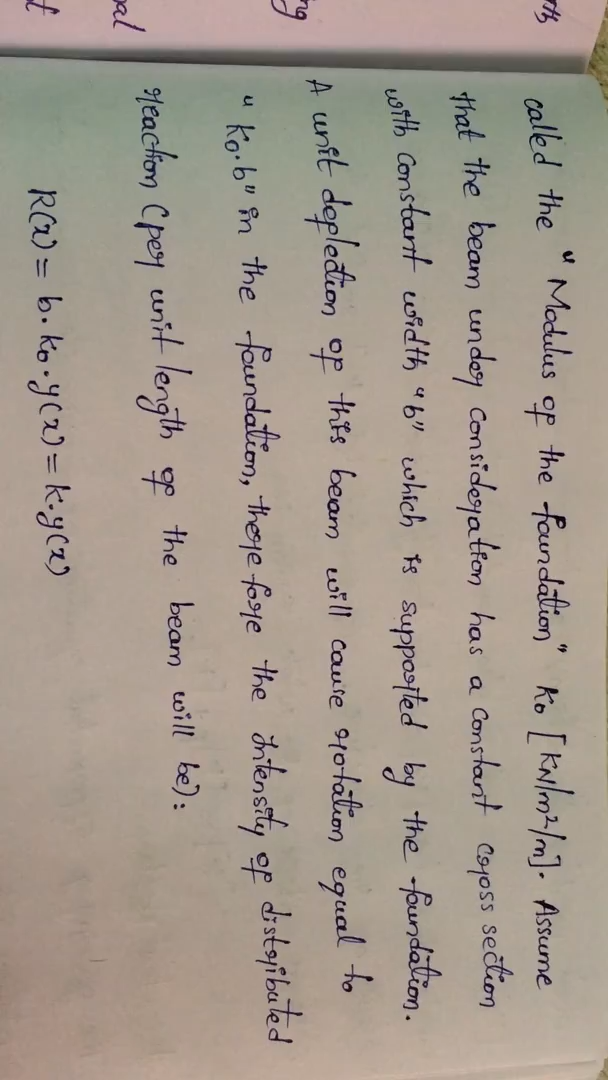 called the "Modulus of the foundation" K₀ [kN/m²/m]. Assume
that the beam under consideration has a constant cross section
with constant width "b" which is supported by the foundation.
A unit deflection of this beam will cause rotation equal to
"k₀.b" in the foundation, therefore the Intensity of distributed
reaction (per unit length of the beam will be):
R(x) = b.k₀.y(x) = k.y(x)